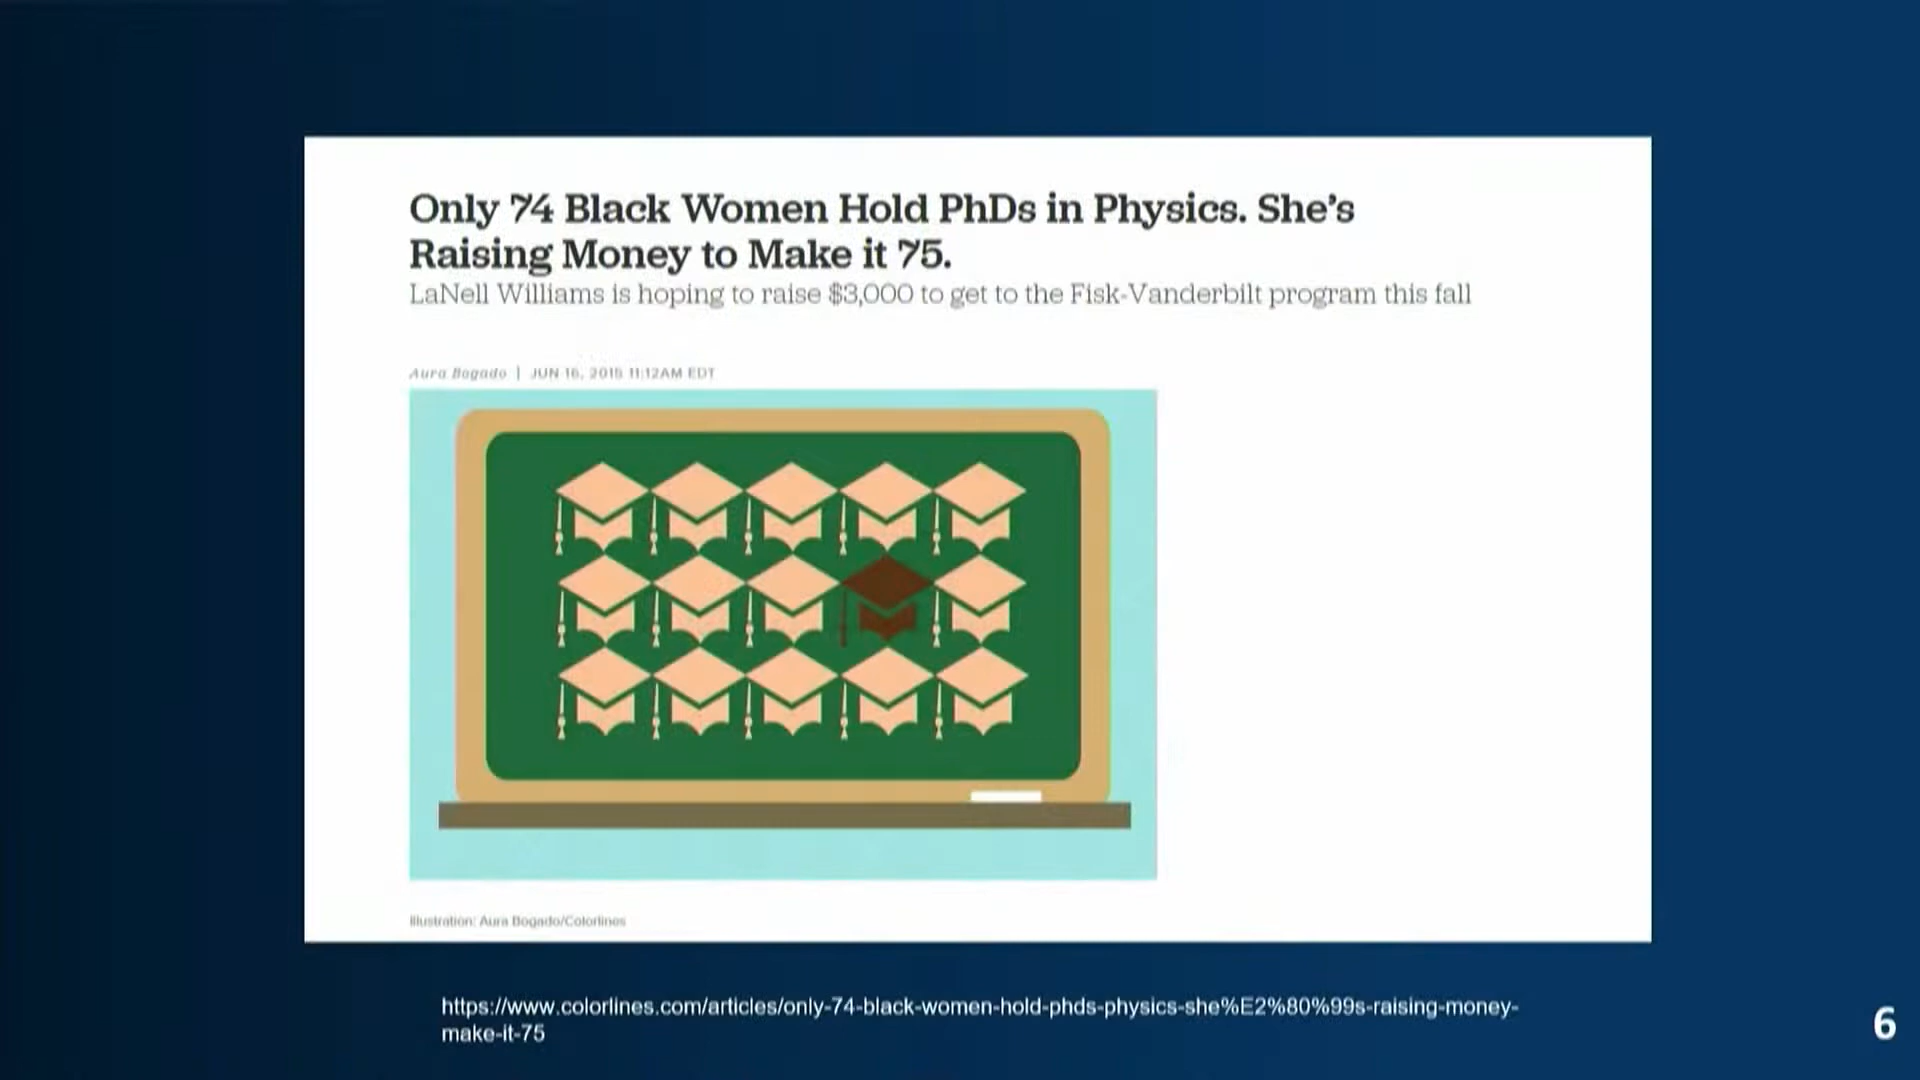 Only 74 Black Women Hold PhDs in Physics. She's
Raising Money to Make it 75.
LaNell Williams is hoping to raise $3,000 to get to the Fisk-Vanderbilt program this fall
Aura Bogado | JUN 16, 2015 11:12AM EDT
Illustration: Aura Bogado/Colorlines
https://www.colorlines.com/articles/only-74-black-women-hold-phds-physics-she%E2%80%99s-raising-money-
make-it-75
6